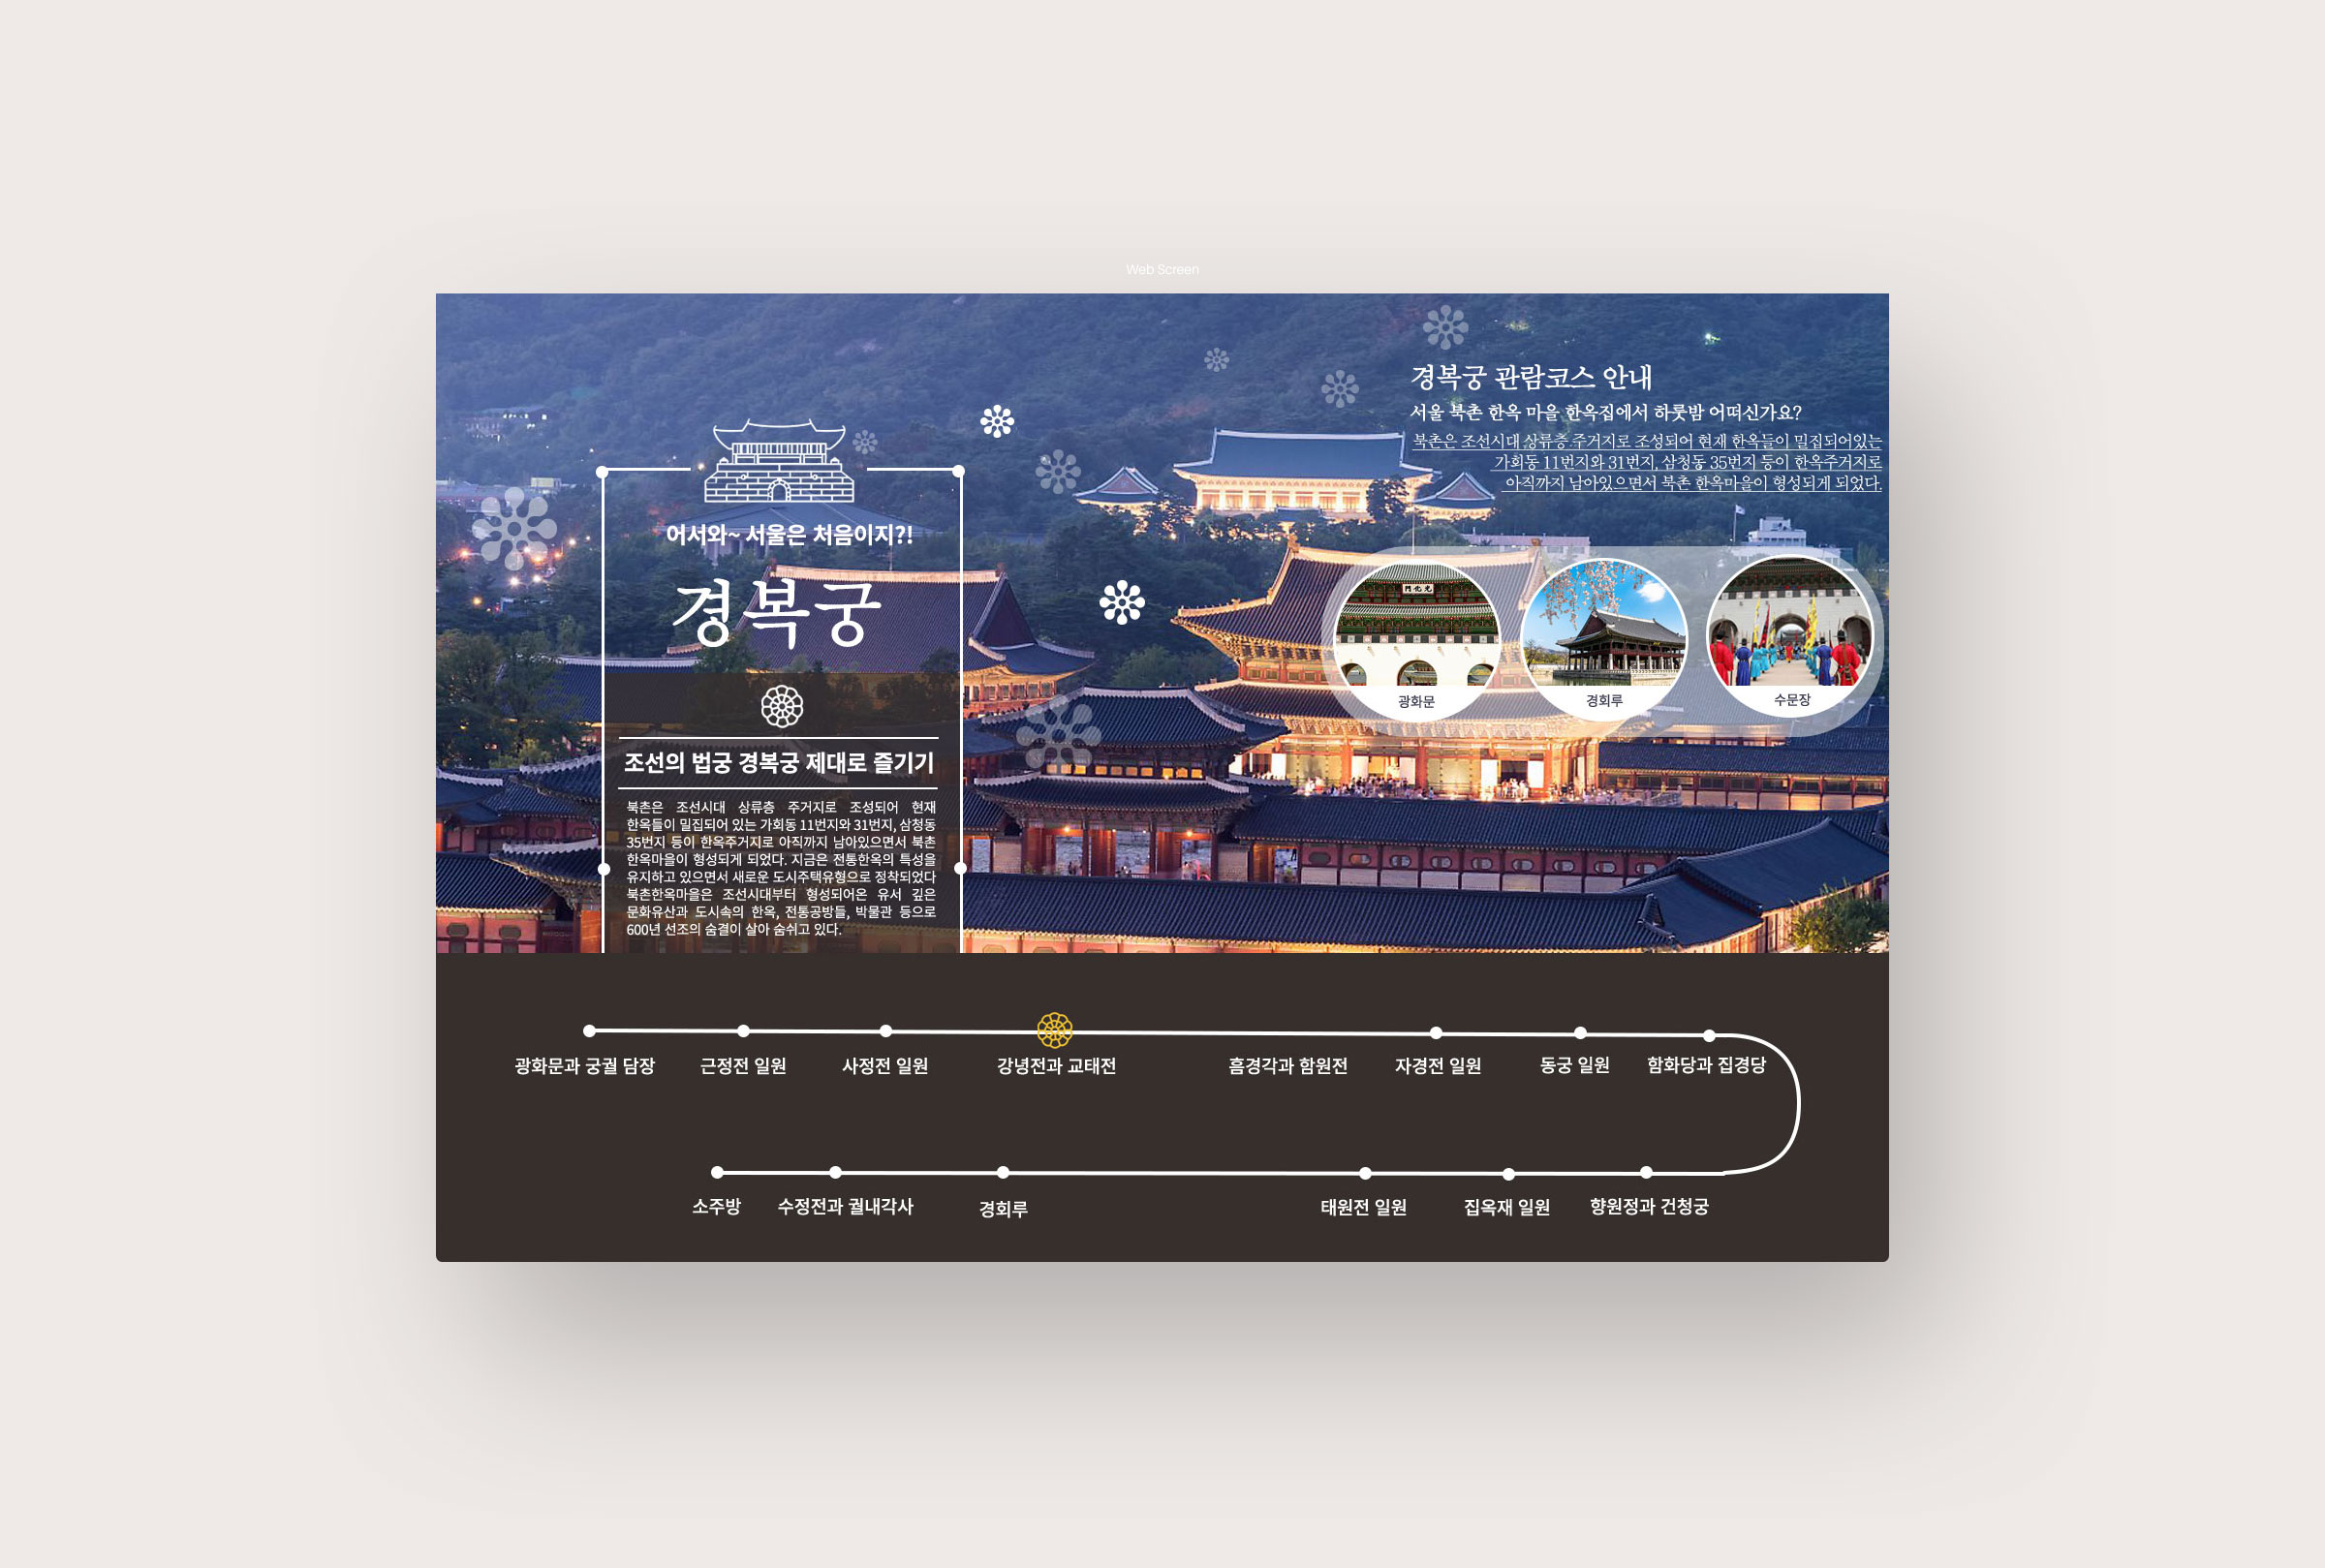 Web Screen
경복궁 관람코스 안내
서울 북촌 한옥 마을 한옥집에서 하룻밤 어떠신가요?
북촌은 조선시대 상류층 주거지로 조성되어 현재 한옥들이 밀집되어있는
가회동 11번지와 31번지, 삼청동 35번지 등이 한옥주거지로
아직까지 남아있으면서 북촌 한옥마을이 형성되게 되었다.
어서와~ 서울은 처음이지?!
경복궁
門化光
광화문
경회루
수문장
조선의 법궁 경복궁 제대로 즐기기
북촌은 조선시대 상류층 주거지로 조성되어 현재
한옥들이 밀집되어 있는 가회동 11번지와 31번지, 삼청동
35번지 등이 한옥주거지로 아직까지 남아있으면서 북촌
한옥마을이 형성되게 되었다. 지금은 전통한옥의 특성을
유지하고 있으면서 새로운 도시주택유형으로 정착되었다
북촌한옥마을은 조선시대부터 형성되어온 유서 깊은
문화유산과 도시속의 한옥, 전통공방들, 박물관 등으로
600년 선조의 숨결이 살아 숨쉬고 있다.
광화문과 궁궐 담장
근정전 일원
사정전 일원
강녕전과 교태전
흠경각과 함원전
자경전 일원
동궁 일원
함화당과 집경당
소주방
수정전과 궐내각사
경회루
태원전 일원
집옥재 일원
향원정과 건청궁